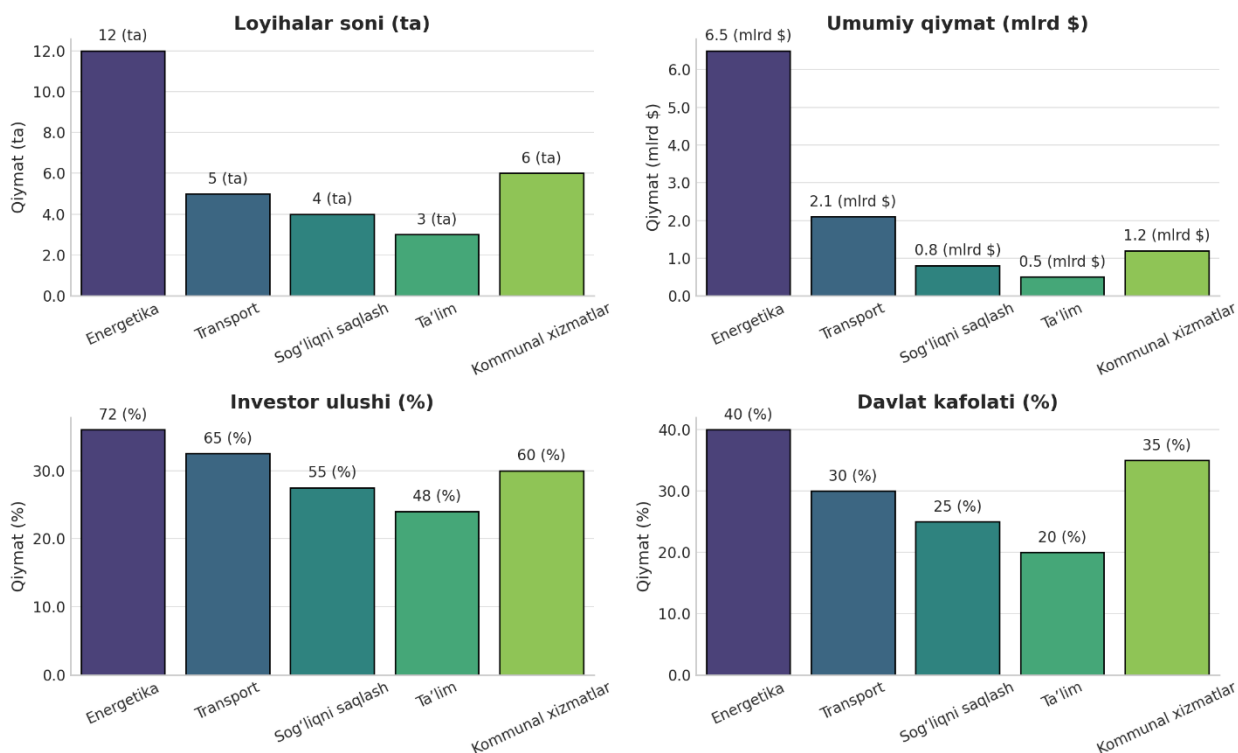 Loyihalar soni (ta)
Qiymat (ta)
12.0
12.0
8.0
6.0
4.0
2.0
0.0
12 (ta)
5 (ta)
4 (ta)
3 (ta)
6 (ta)
Energetika
Transport
Sog‘liqni saqlash
Ta’lim
Kommunal xizmatlar
Umumiy qiymat (mlrd $)
Qiymat (mlrd $)
6.0
5.0
4.0
3.0
2.0
1.0
0.0
6.5 (mlrd $)
2.1 (mlrd $)
0.8 (mlrd $)
0.5 (mlrd $)
1.2 (mlrd $)
Energetika
Transport
Sog‘liqni saqlash
Ta’lim
Kommunal xizmatlar
Investor ulushi (%)
Qiymat (%)
30.0
20.0
10.0
0.0
72 (%)
65 (%)
55 (%)
48 (%)
60 (%)
Energetika
Transport
Sog‘liqni saqlash
Ta’lim
Kommunal xizmatlar
Davlat kafolati (%)
Qiymat (%)
40.0
30.0
20.0
10.0
0.0
40 (%)
30 (%)
25 (%)
20 (%)
35 (%)
Energetika
Transport
Sog‘liqni saqlash
Ta’lim
Kommunal xizmatlar